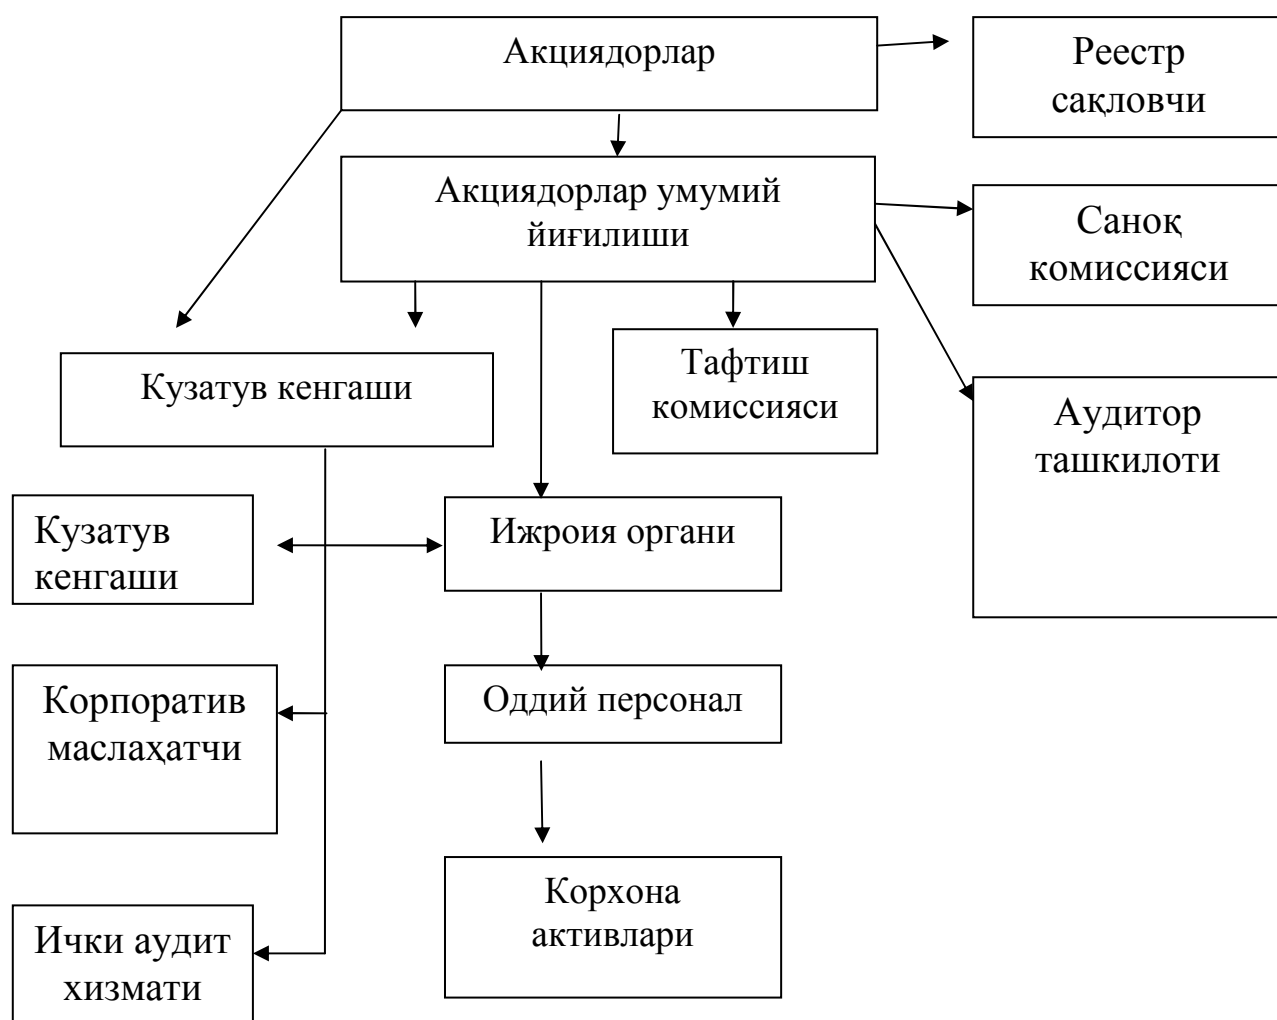 Акциядорлар
Реестр
сақловчи
Акциядорлар умумий
йиғилиши
Саноқ
комиссияси
Кузатув кенгаши
Тафтиш
комиссияси
Аудитор
ташкилоти
Кузатув
кенгаши
Ижроия органи
Корпоратив
маслаҳатчи
Оддий персонал
Корхона
активлари
Ички аудит
хизмати